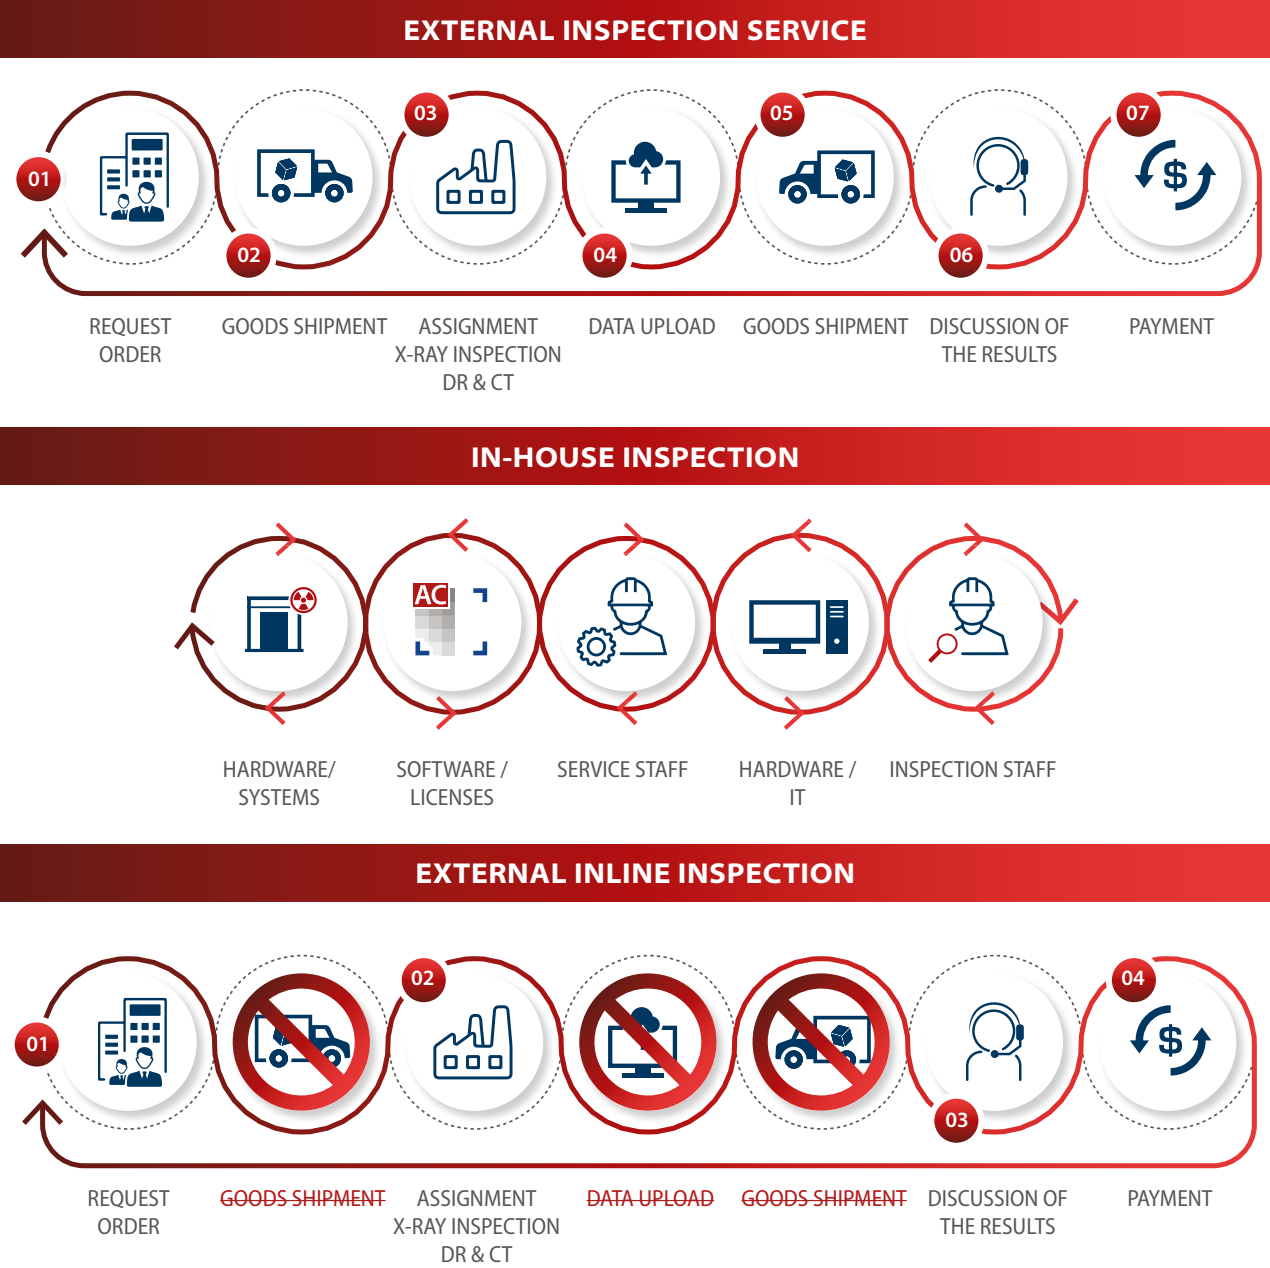 EXTERNAL INSPECTION SERVICE
01
02
03
04
05
06
07
$
REQUEST
ORDER
GOODS SHIPMENT
ASSIGNMENT
X-RAY INSPECTION
DR & CT
DATA UPLOAD
GOODS SHIPMENT
DISCUSSION OF
THE RESULTS
PAYMENT
IN-HOUSE INSPECTION
AC
HARDWARE/
SYSTEMS
SOFTWARE /
LICENSES
SERVICE STAFF
HARDWARE /
IT
INSPECTION STAFF
EXTERNAL INLINE INSPECTION
01
02
03
04
$
REQUEST
ORDER
GOODS SHIPMENT
ASSIGNMENT
X-RAY INSPECTION
DR & CT
DATA UPLOAD
GOODS SHIPMENT
DISCUSSION OF
THE RESULTS
PAYMENT